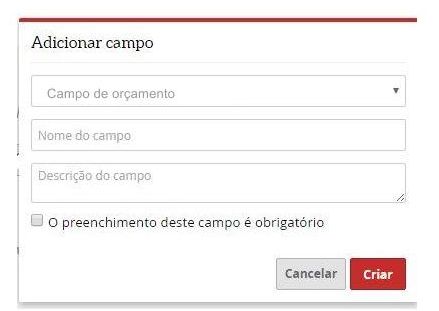 Adicionar campo
Campo de orçamento
Nome do campo
Descrição do campo
O preenchimento deste campo é obrigatório
Cancelar
Criar